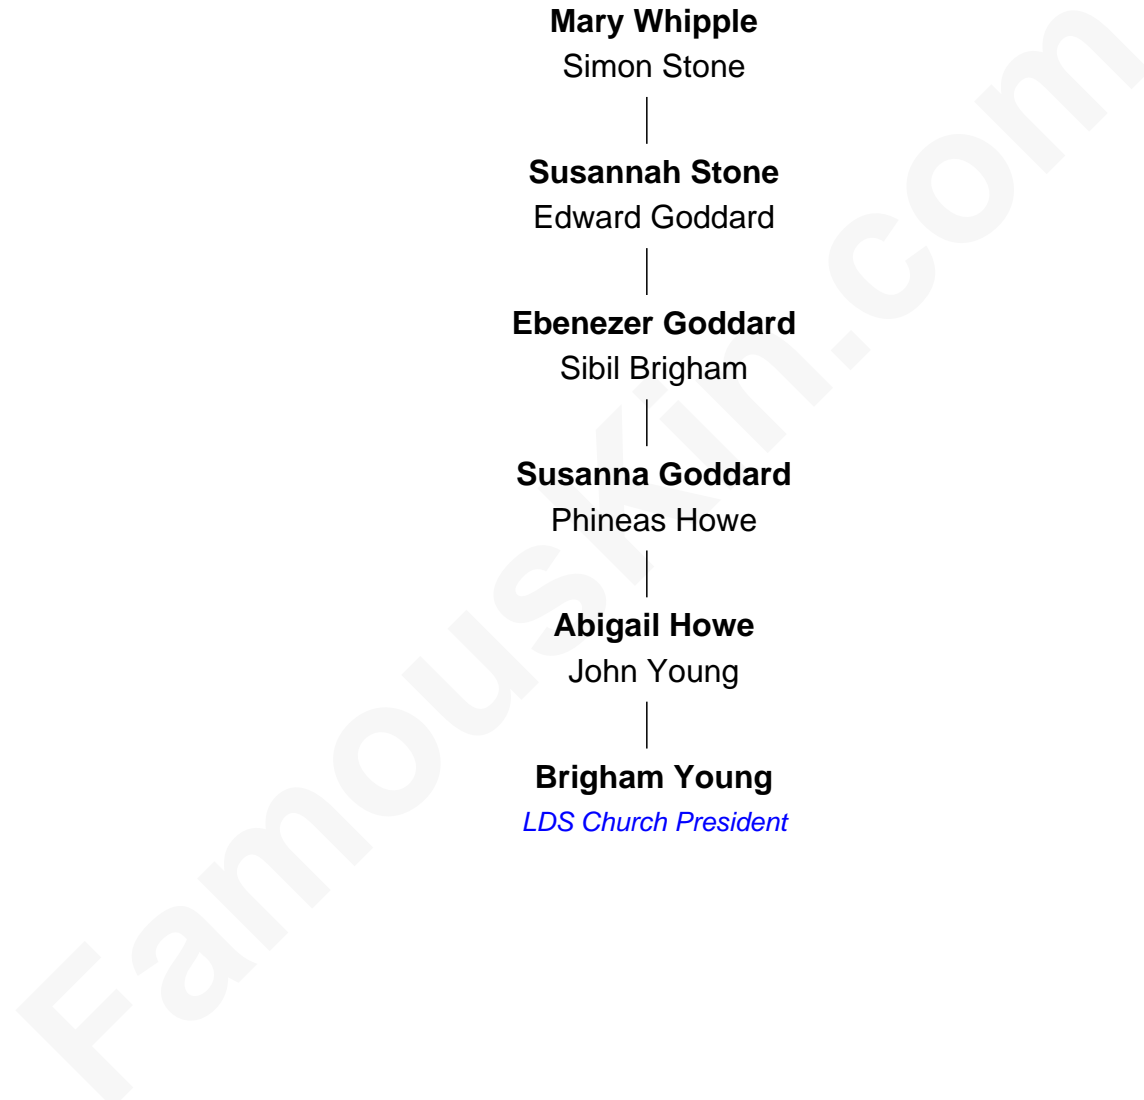 Mary Whipple
Simon Stone
Susannah Stone
Edward Goddard
Ebenezer Goddard
Sibil Brigham
Susanna Goddard
Phineas Howe
Abigail Howe
John Young
Brigham Young
LDS Church President
FamousKin.com